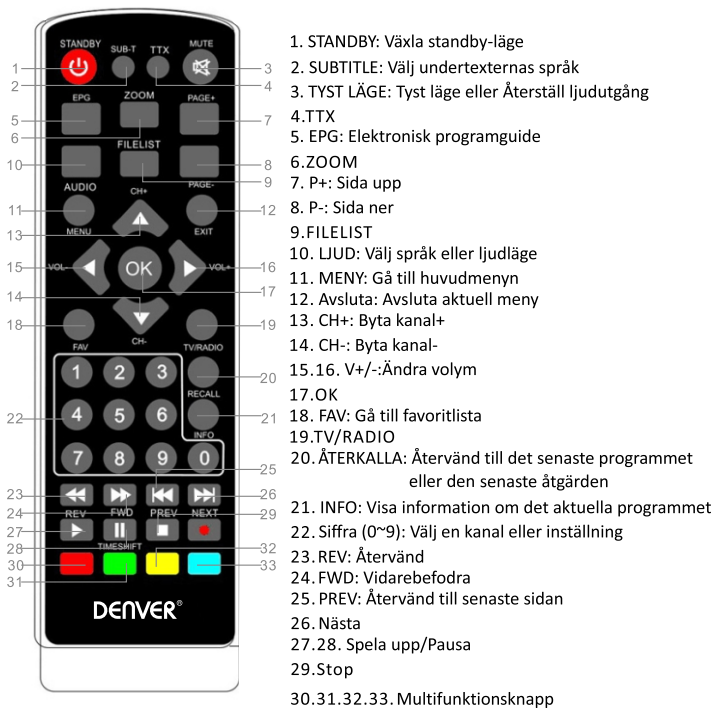 STANDBY SUB-T TTX MUTE
1 2 3 4
EPG ZOOM PAGE+
5 6 7
FILELIST
10 8 9
AUDIO CH+ PAGE-
11 12
MENU EXIT
13
VOL- OK VOL+
15 16
14 17
18 19
FAV CH- TV/RADIO
1 2 3
20
RECALL
4 5 6
22 21
INFO
7 8 9 0
25
23 26
24 REV FWD PREV NEXT 29
27
28 TIMESHIFT 32
30 33
31
DENVER®
1. STANDBY: Växla standby-läge
2. SUBTITLE: Välj undertexternas språk
3. TYST LÄGE: Tyst läge eller Återställ ljudutgång
4.TTX
5. EPG: Elektronisk programguide
6.ZOOM
7. P+: Sida upp
8. P-: Sida ner
9.FILELIST
10. LJUD: Välj språk eller ljudläge
11. MENY: Gå till huvudmenyn
12. Avsluta: Avsluta aktuell meny
13. CH+: Byta kanal+
14. CH-: Byta kanal-
15.16. V+/-:Ändra volym
17.OK
18. FAV: Gå till favoritlista
19.TV/RADIO
20. ÅTERKALLA: Återvänd till det senaste programmet
eller den senaste åtgärden
21. INFO: Visa information om det aktuella programmet
22. Siffra (0~9): Välj en kanal eller inställning
23. REV: Återvänd
24. FWD: Vidarebefodra
25. PREV: Återvänd till senaste sidan
26. Nästa
27.28. Spela upp/Pausa
29.Stop
30.31.32.33. Multifunktionsknapp